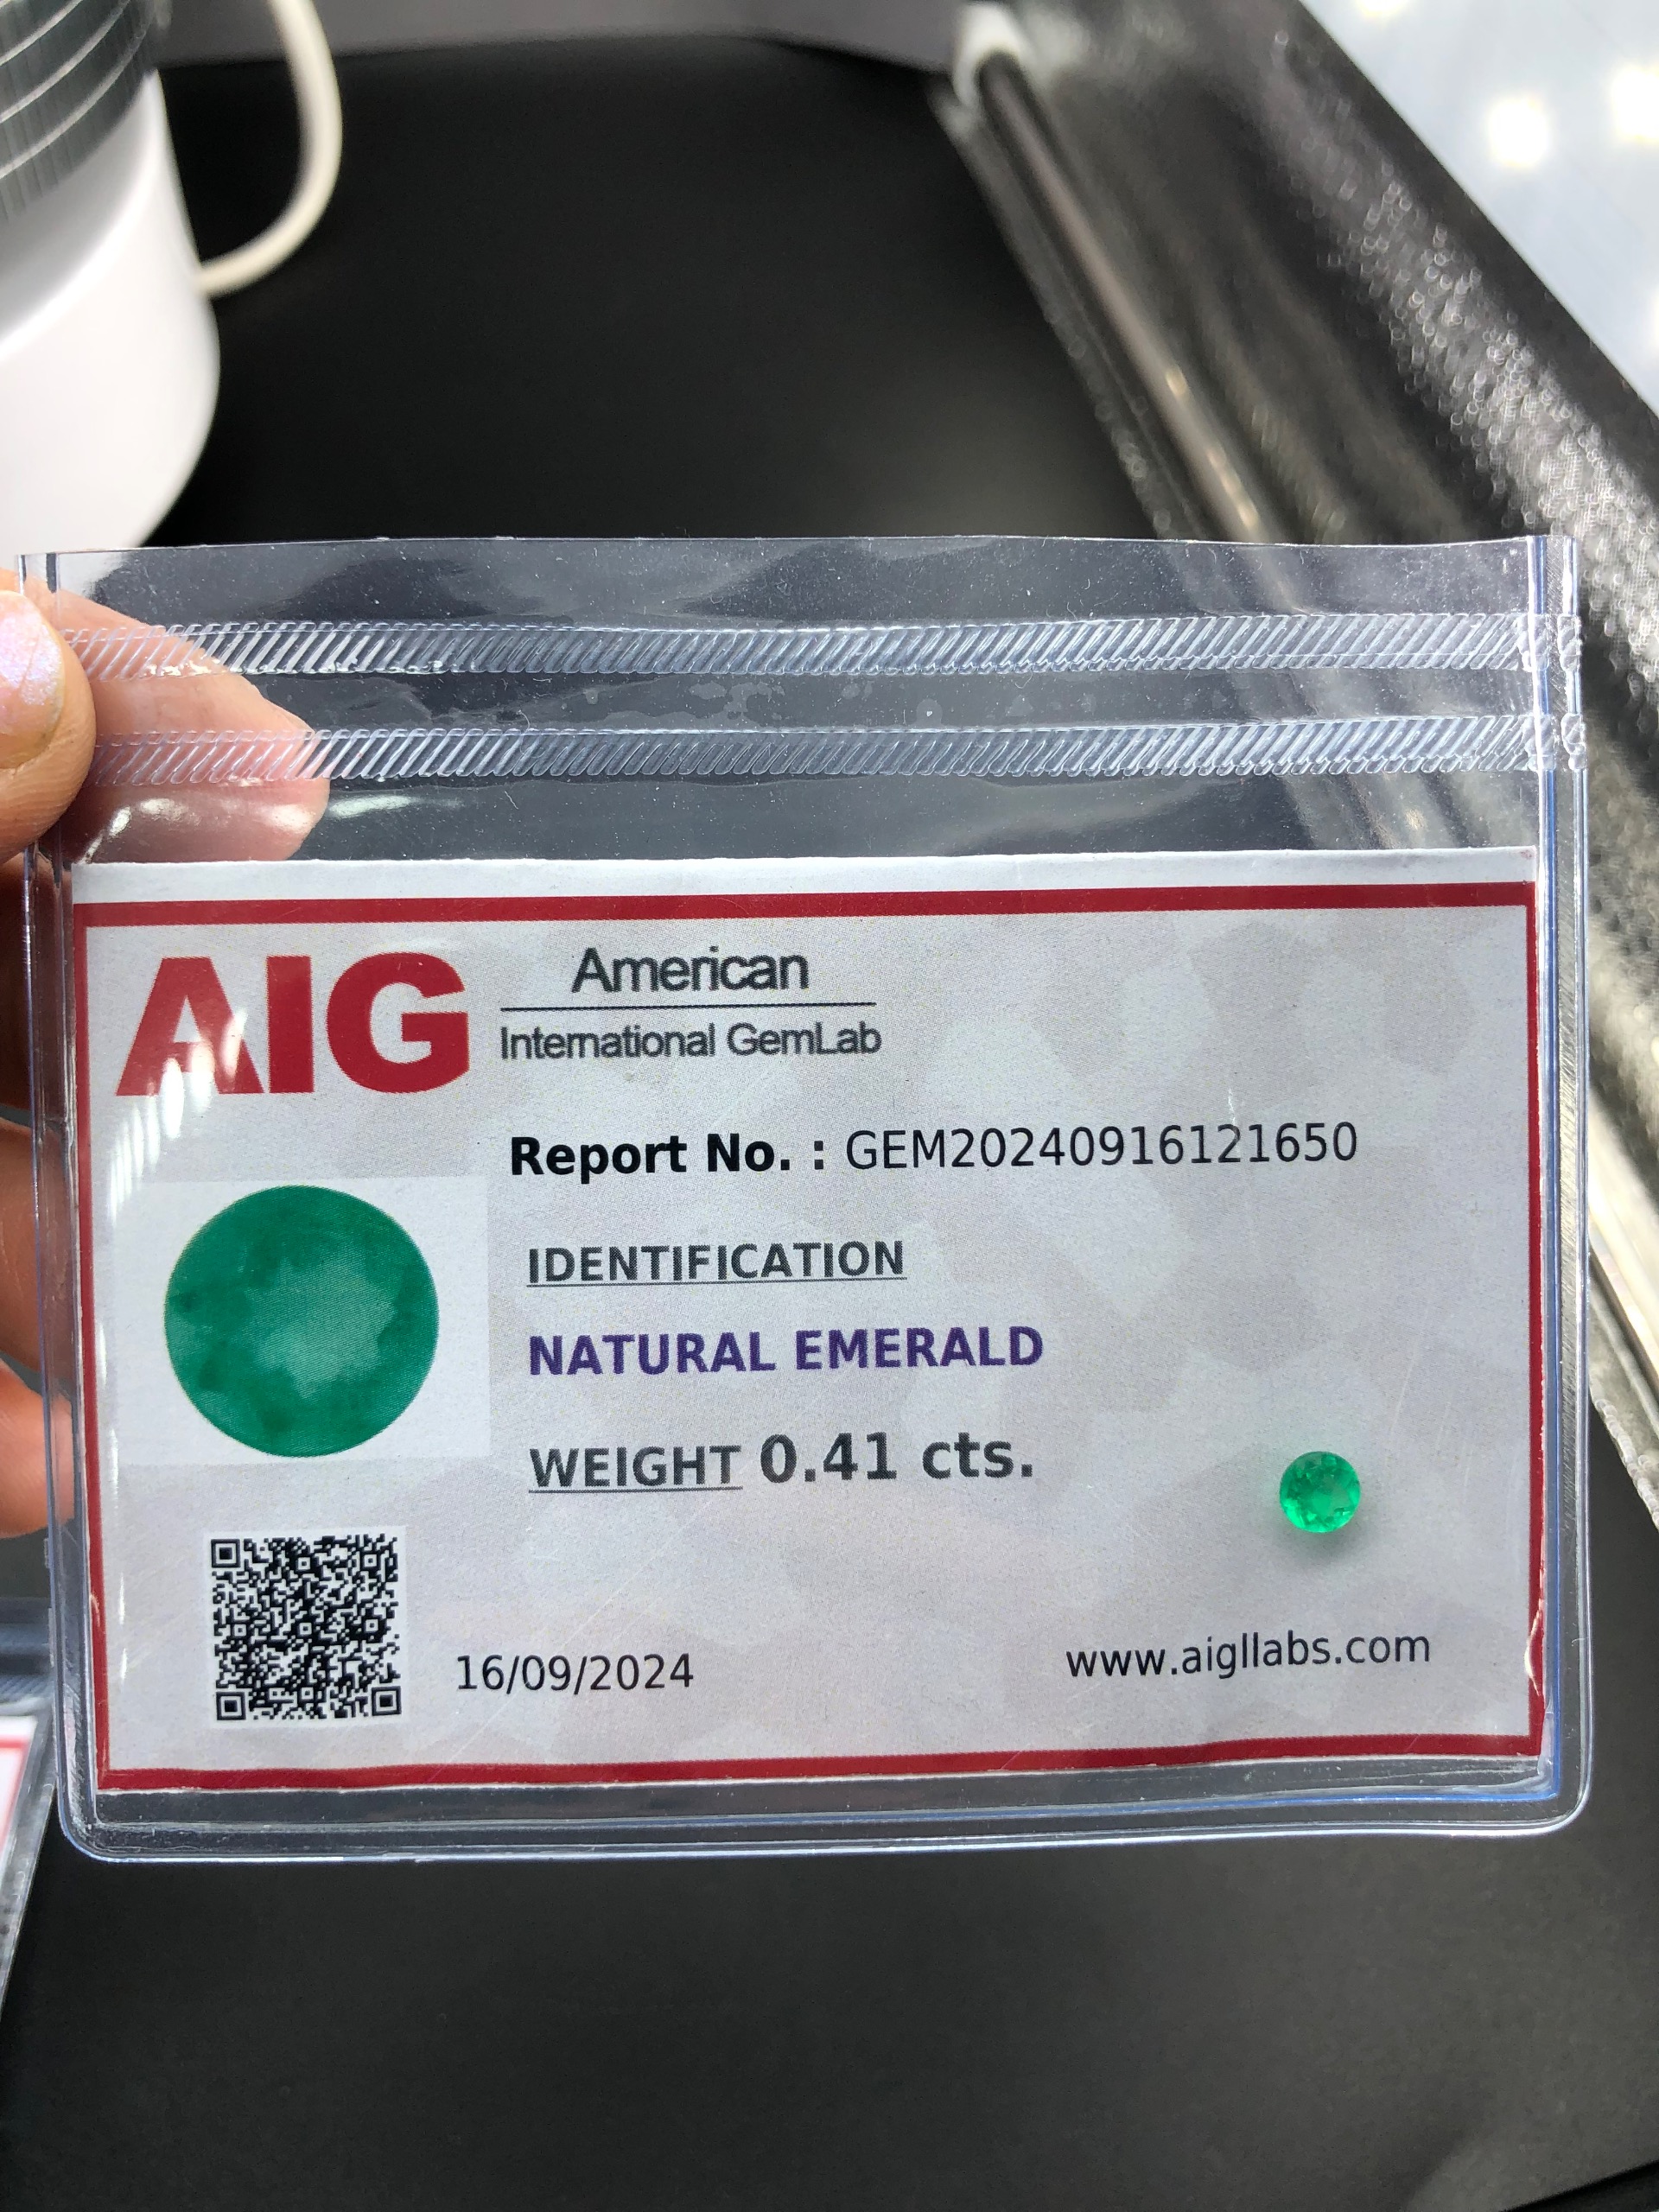 AIG
American
International GemLab
Report No. : GEM20240916121650
IDENTIFICATION
NATURAL EMERALD
WEIGHT 0.41 cts.
16/09/2024
www.aigllabs.com